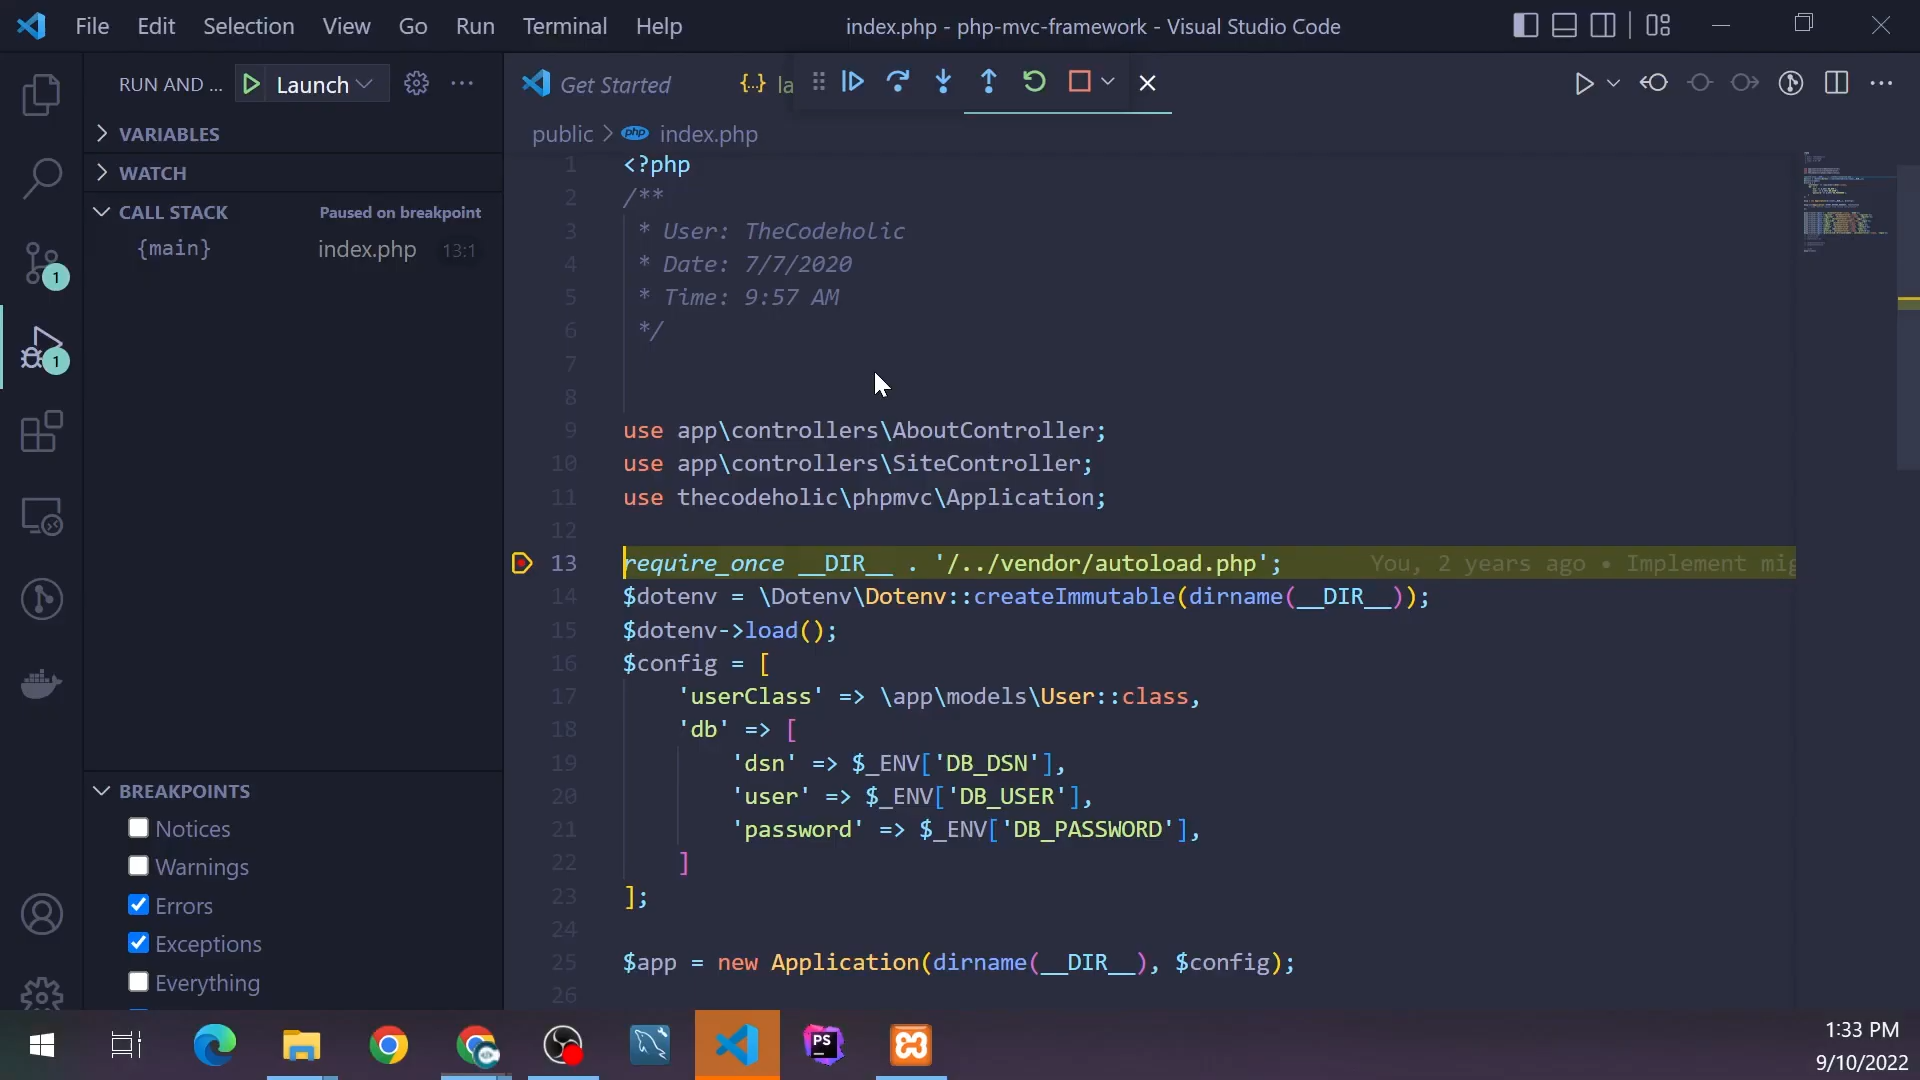 File Edit Selection View Go Run Terminal Help
index.php - php-mvc-framework - Visual Studio Code
RUN AND ... Launch
Get Started
{..} la
public > php index.php
VARIABLES
WATCH
CALL STACK Paused on breakpoint
{main} index.php 13:1
1 <?php
2 /**
3 * User: TheCodeholic
4 * Date: 7/7/2020
5 * Time: 9:57 AM
6 */
7
8
9 use app\controllers\AboutController;
10 use app\controllers\SiteController;
11 use thecodeholic\phpmvc\Application;
12
13 require_once __DIR__ . '/../vendor/autoload.php'; You, 2 years ago • Implement mig
14 $dotenv = \Dotenv\Dotenv::createImmutable(dirname(__DIR__));
15 $dotenv->load();
16 $config = [
17 'userClass' => \app\models\User::class,
18 'db' => [
19 'dsn' => $_ENV['DB_DSN'],
20 'user' => $_ENV['DB_USER'],
21 'password' => $_ENV['DB_PASSWORD'],
22 ]
23 ];
24
25 $app = new Application(dirname(__DIR__), $config);
26
1
1
BREAKPOINTS
Notices
Warnings
Errors
Exceptions
Everything
PS
1:33 PM
9/10/2022